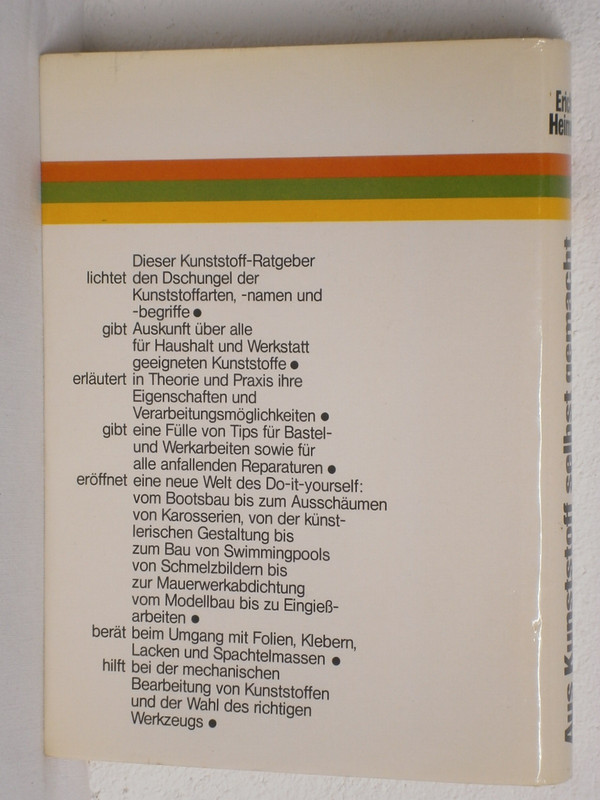 Dieser Kunststoff-Ratgeber
lichtet den Dschungel der
Kunststoffarten, -namen und
-begriffe ●
gibt Auskunft über alle
für Haushalt und Werkstatt
geeigneten Kunststoffe ●
erläutert in Theorie und Praxis ihre
Eigenschaften und
Verarbeitungsmöglichkeiten ●
gibt eine Fülle von Tips für Bastel-
und Werkarbeiten sowie für
alle anfallenden Reparaturen ●
eröffnet eine neue Welt des Do-it-yourself:
vom Bootsbau bis zum Ausschäumen
von Karosserien, von der künst-
lerischen Gestaltung bis
zum Bau von Swimmingpools
von Schmelzbildern bis
zur Mauerwerkabdichtung
vom Modellbau bis zu Eingieß-
arbeiten ●
berät beim Umgang mit Folien, Klebern,
Lacken und Spachtelmassen ●
hilft bei der mechanischen
Bearbeitung von Kunststoffen
und der Wahl des richtigen
Werkzeugs ●
Aus Kunststoff selbst gemacht